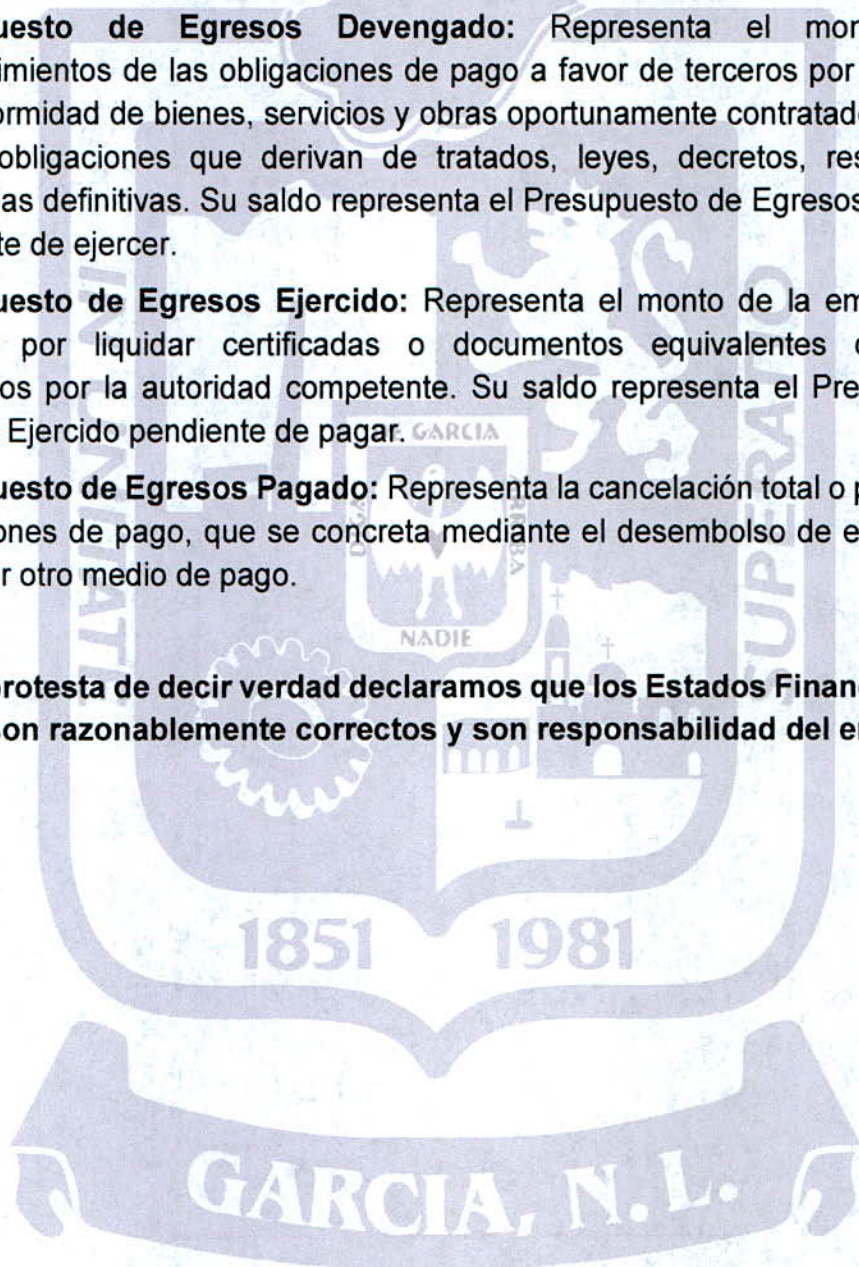 uesto de Egresos Devengado: Representa el mon
imientos de las obligaciones de pago a favor de terceros por
ormidad de bienes, servicios y obras oportunamente contratad
obligaciones que derivan de tratados, leyes, decretos, res
as definitivas. Su saldo representa el Presupuesto de Egresos
te de ejercer.
uesto de Egresos Ejercido: Representa el monto de la em
por liquidar certificadas o documentos equivalentes
os por la autoridad competente. Su saldo representa el Pre
Ejercido pendiente de pagar.
uesto de Egresos Pagado: Representa la cancelación total o
ones de pago, que se concreta mediante el desembolso de e
r otro medio de pago.
rotesta de decir verdad declaramos que los Estados Finan
on razonablemente correctos y son responsabilidad del e
SUPERATO
GARCIA
ARRIBA
NADIE
1851 1981
GARCIA, N.L.